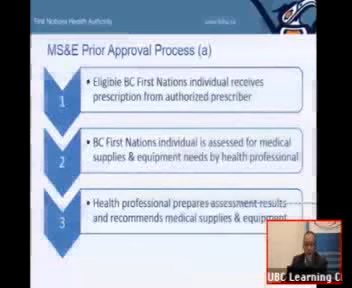 First Nations Health Authority
www.fnha.ca
MS&E Prior Approval Process (a)
1
• Eligible BC First Nations individual receives
prescription from authorized prescriber
2
• BC First Nations individual is assessed for medical
supplies & equipment needs by health professional
3
• Health professional prepares assessment results
and recommends medical supplies & equipment
UBC Learning C